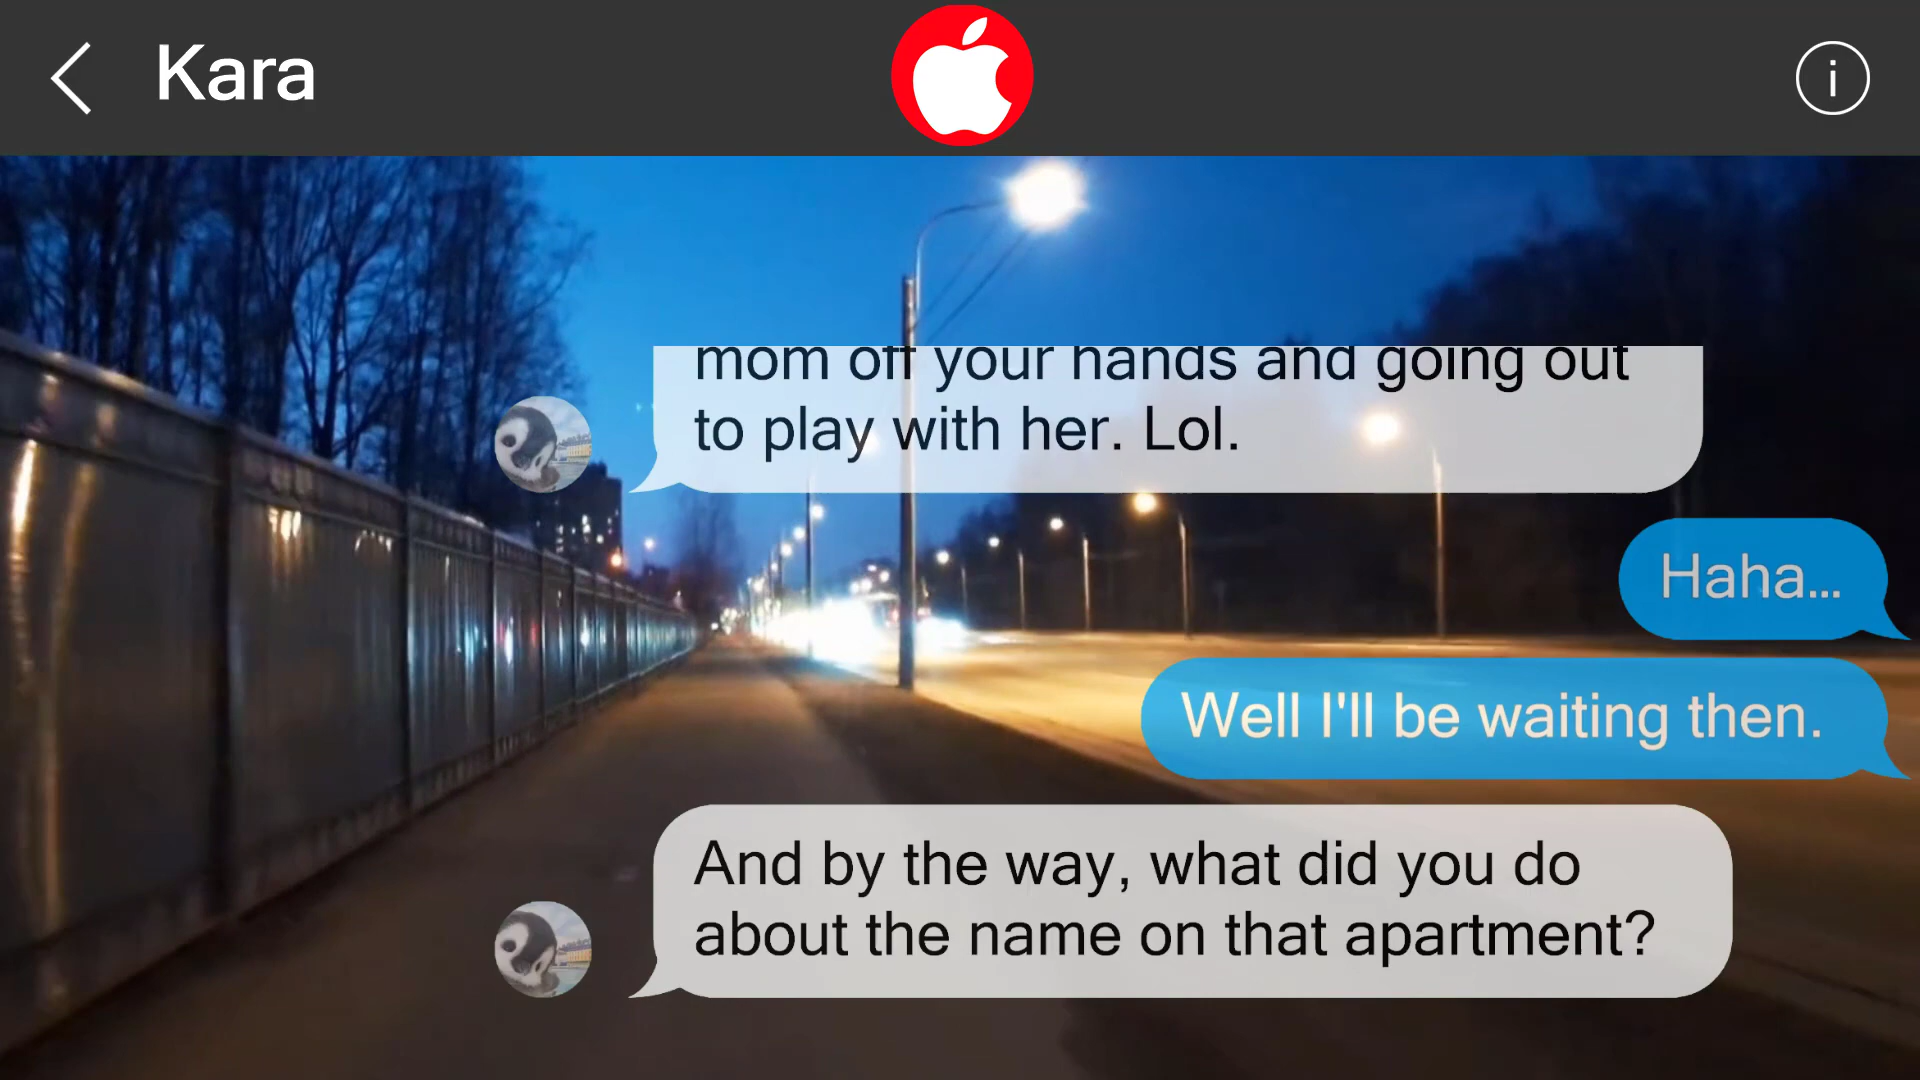 Kara
mom off your hands and going out
to play with her. Lol.
Haha...
Well I'll be waiting then.
And by the way, what did you do
about the name on that apartment?